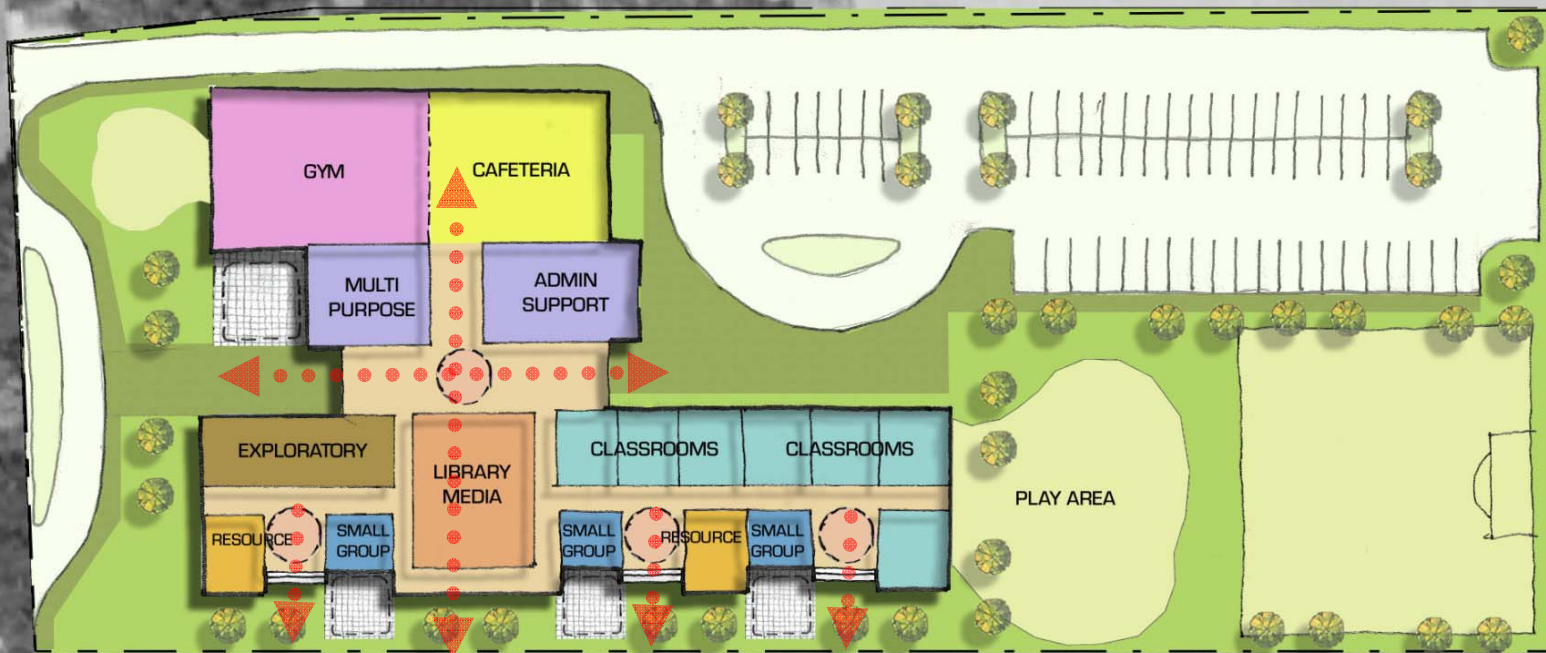 GYM
CAFETERIA
MULTI
PURPOSE
ADMIN
SUPPORT
EXPLORATORY
LIBRARY
MEDIA
CLASSROOMS
CLASSROOMS
PLAY AREA
RESOURCE
SMALL
GROUP
SMALL
GROUP
RESOURCE
SMALL
GROUP